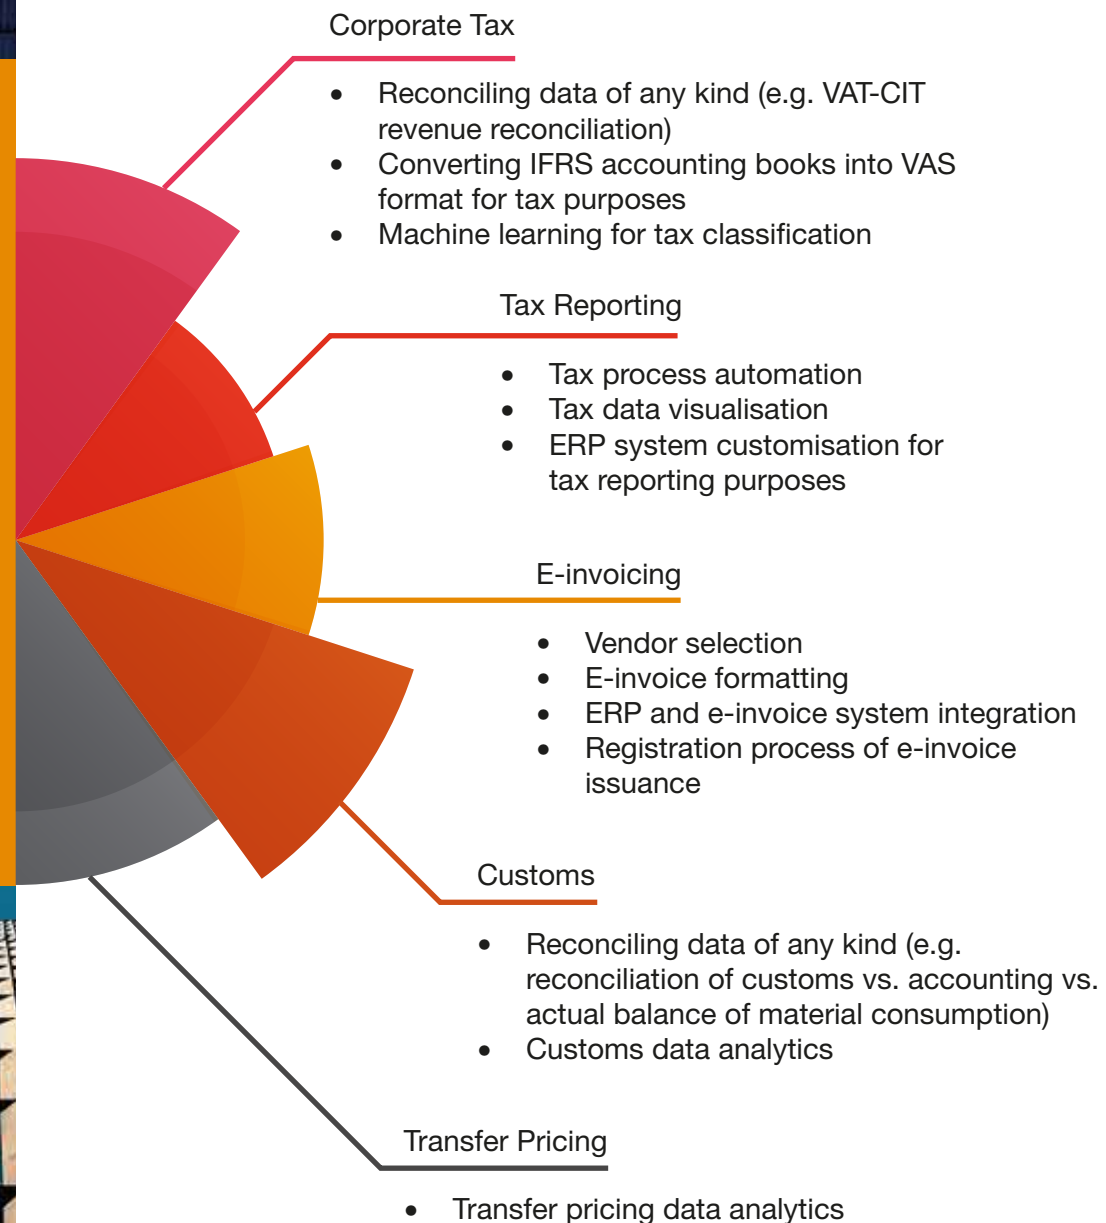 Corporate Tax
• Reconciling data of any kind (e.g. VAT-CIT
revenue reconciliation)
• Converting IFRS accounting books into VAS
format for tax purposes
• Machine learning for tax classification
Tax Reporting
• Tax process automation
• Tax data visualisation
• ERP system customisation for
tax reporting purposes
E-invoicing
• Vendor selection
• E-invoice formatting
• ERP and e-invoice system integration
• Registration process of e-invoice
issuance
Customs
• Reconciling data of any kind (e.g.
reconciliation of customs vs. accounting vs.
actual balance of material consumption)
• Customs data analytics
Transfer Pricing
• Transfer pricing data analytics